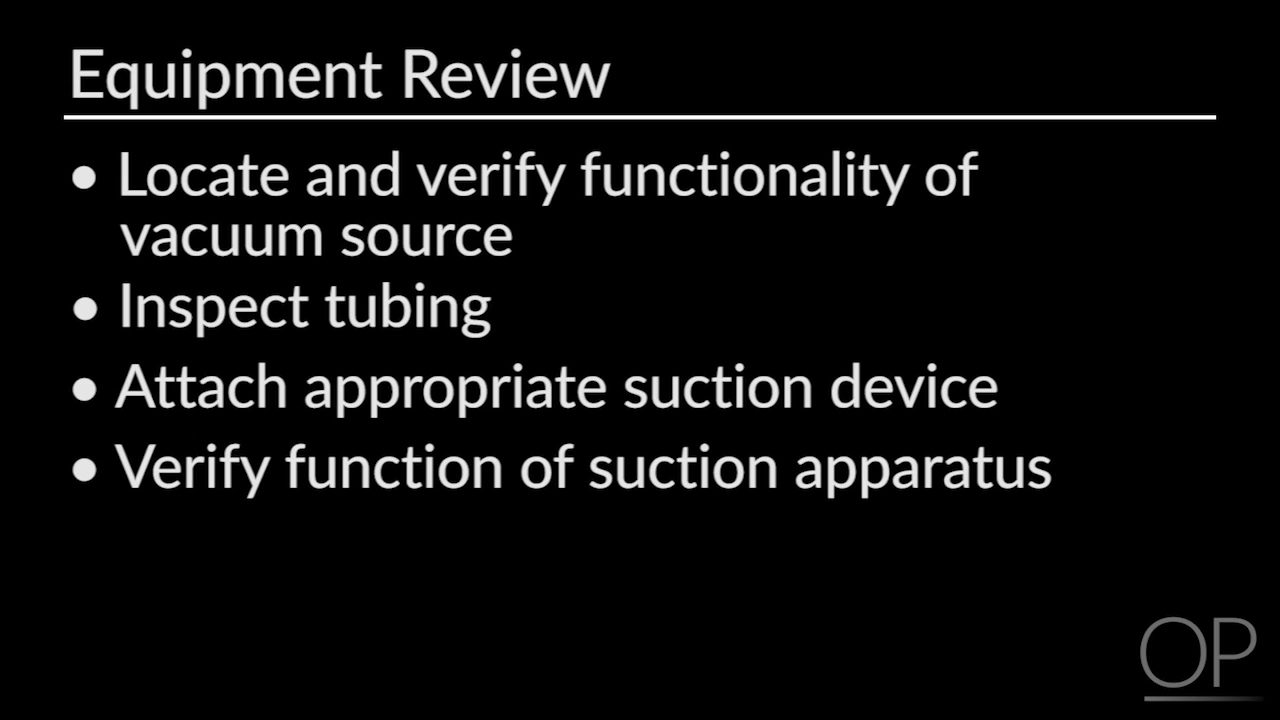 Equipment Review
• Locate and verify functionality of
vacuum source
• Inspect tubing
• Attach appropriate suction device
• Verify function of suction apparatus
OP